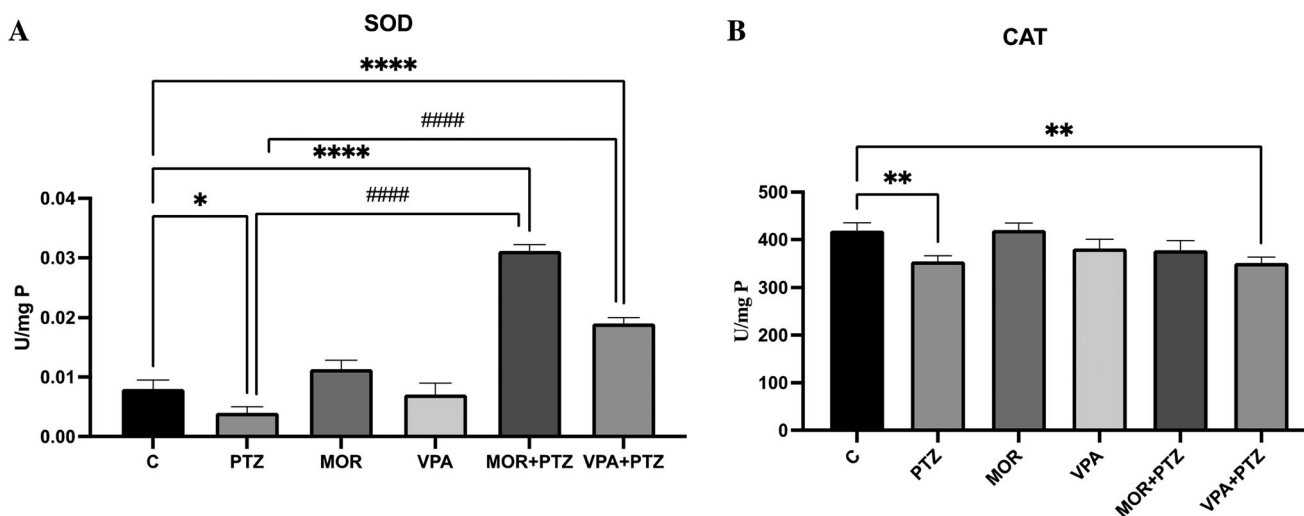 A
SOD
****
####
****
*
####
U/mg P
0.04
0.03
0.02
0.01
0.00
C
PTZ
MOR
VPA
MOR+PTZ
VPA+PTZ
B
CAT
**
**
U/mg P
500
400
300
200
100
0
C
PTZ
MOR
VPA
MOR+PTZ
VPA+PTZ